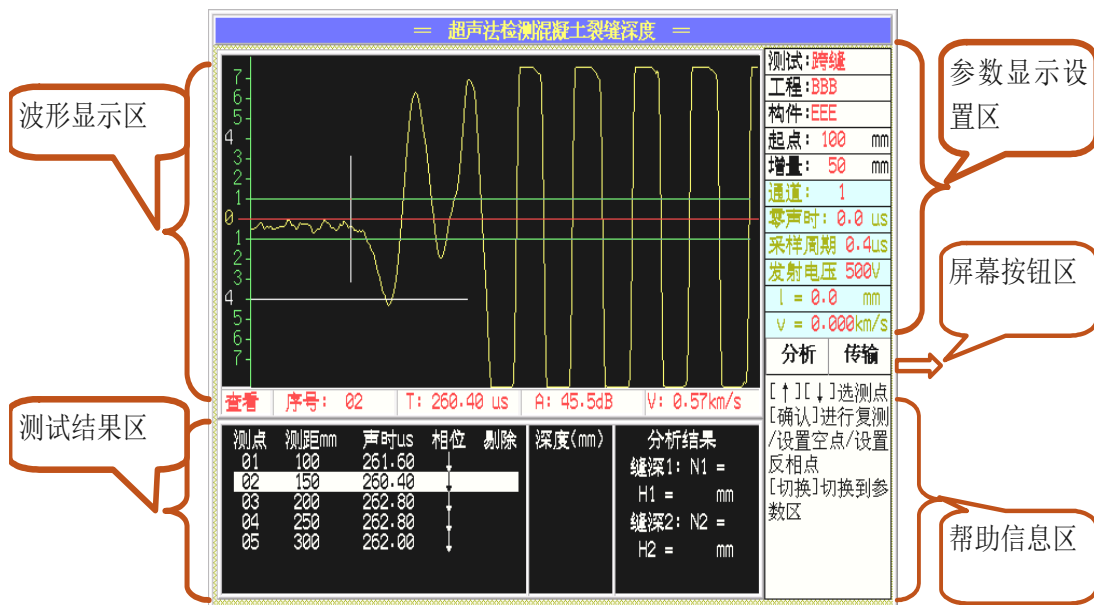 ═ 超声法检测混凝土裂缝深度 ═
波形显示区
7
6
5
4
3
2
1
0
1
2
3
4
5
6
7
测试:跨缝
工程:BBB
构件:EEE
起点: 100 mm
增量: 50 mm
通道: 1
零声时: 0.0 us
采样周期 0.4us
发射电压 500V
l = 0.0 mm
v = 0.000km/s
参数显示设
置区
分析 传输
屏幕按钮区
查看 序号: 02 T: 260.40 us A: 45.5dB V: 0.57km/s
测试结果区
测点 测距mm 声时us 相位 剔除
01 100 261.60 ↓
02 150 260.40 ↓
03 200 262.80 ↓
04 250 262.80 ↓
05 300 262.00 ↓
深度(mm)
分析结果
缝深1: N1 =
H1 = mm
缝深2: N2 =
H2 = mm
[↑][↓]选测点
[确认]进行复测
/设置空点/设置
反相点
[切换]切换到参
数区
帮助信息区